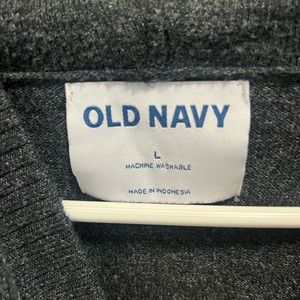 OLD NAVY
L
MACHINE WASHABLE
MADE IN INDONESIA